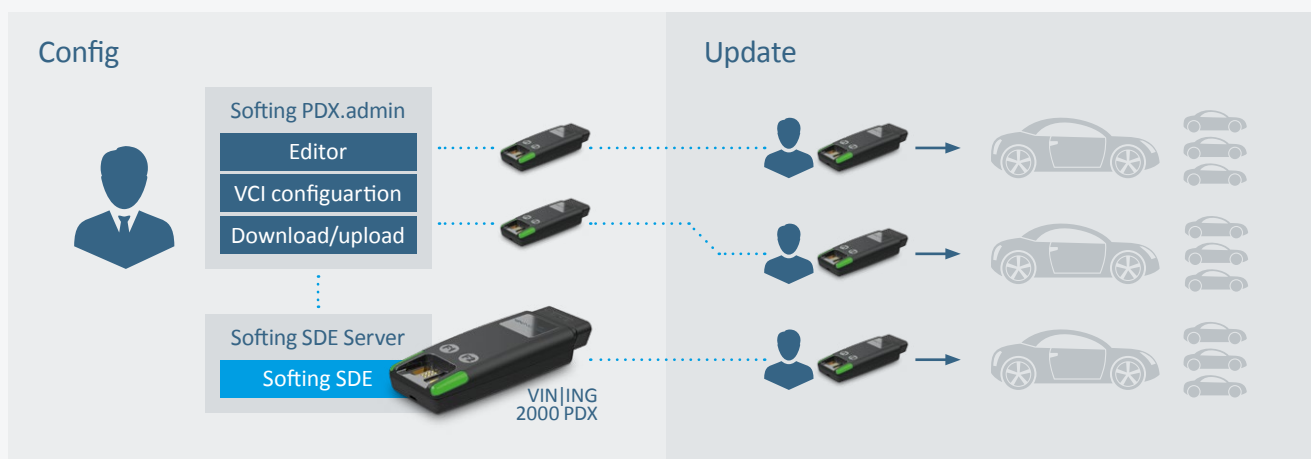 Config
Softing PDX.admin
Editor
VCI configuartion
Download/upload
Softing SDE Server
Softing SDE
VIN|ING
2000 PDX
Update